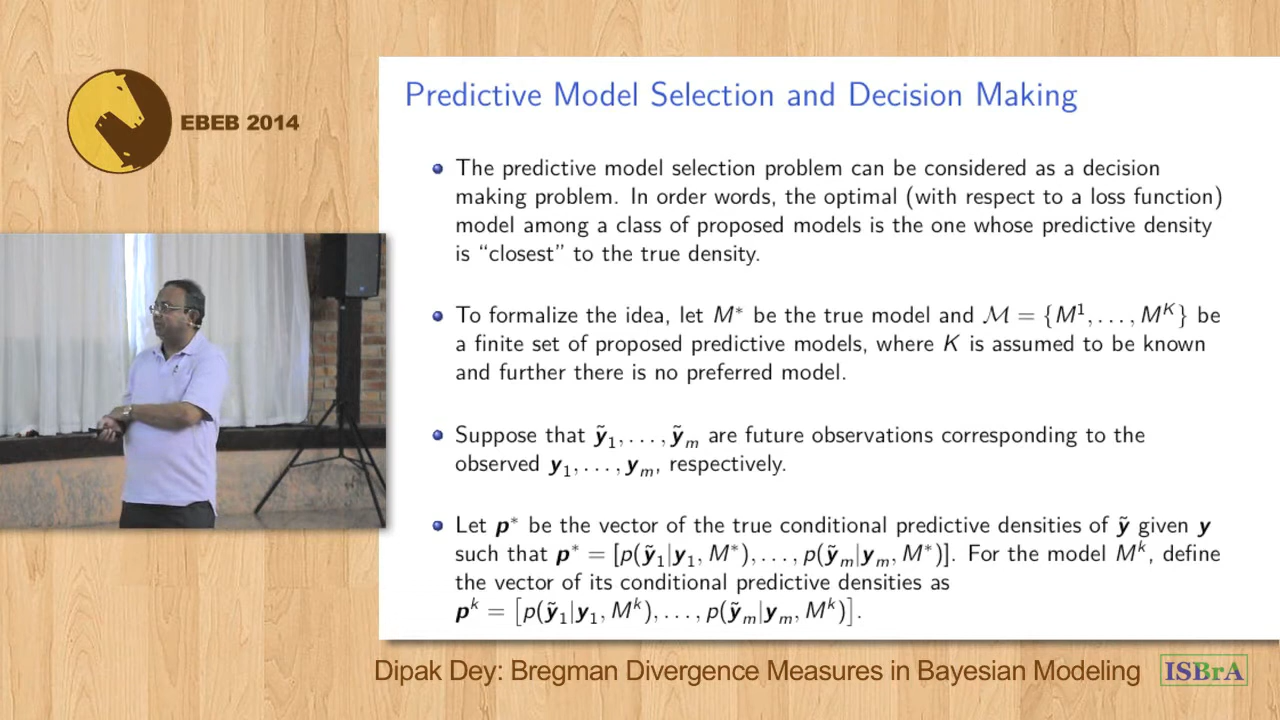 EBEB 2014
Predictive Model Selection and Decision Making
The predictive model selection problem can be considered as a decision
making problem. In order words, the optimal (with respect to a loss function)
model among a class of proposed models is the one whose predictive density
is “closest” to the true density.
To formalize the idea, let M* be the true model and ℳ = {M¹, . . . , Mᴷ} be
a finite set of proposed predictive models, where K is assumed to be known
and further there is no preferred model.
Suppose that ỹ₁, . . . , ỹₘ are future observations corresponding to the
observed y₁, . . . , yₘ, respectively.
Let p* be the vector of the true conditional predictive densities of ỹ given y
such that p* = [p(ỹ₁|y₁, M*), . . . , p(ỹₘ|yₘ, M*)]. For the model Mᵏ, define
the vector of its conditional predictive densities as
pᵏ = [p(ỹ₁|y₁, Mᵏ), . . . , p(ỹₘ|yₘ, Mᵏ)].
Dipak Dey: Bregman Divergence Measures in Bayesian Modeling
ISBrA